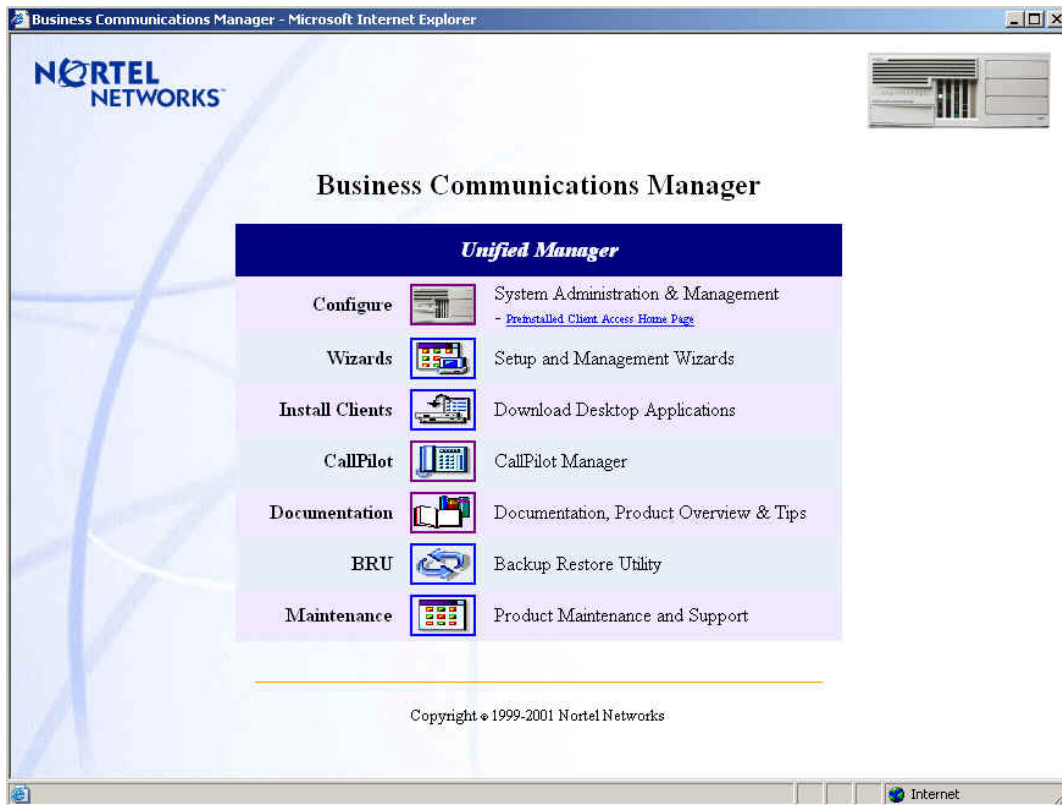 Business Communications Manager - Microsoft Internet Explorer
NORTEL
NETWORKS™
Business Communications Manager
Unified Manager
Configure System Administration & Management
- Preinstalled Client Access Home Page
Wizards Setup and Management Wizards
Install Clients Download Desktop Applications
CallPilot CallPilot Manager
Documentation Documentation, Product Overview & Tips
BRU Backup Restore Utility
Maintenance Product Maintenance and Support
Copyright © 1999-2001 Nortel Networks
Internet